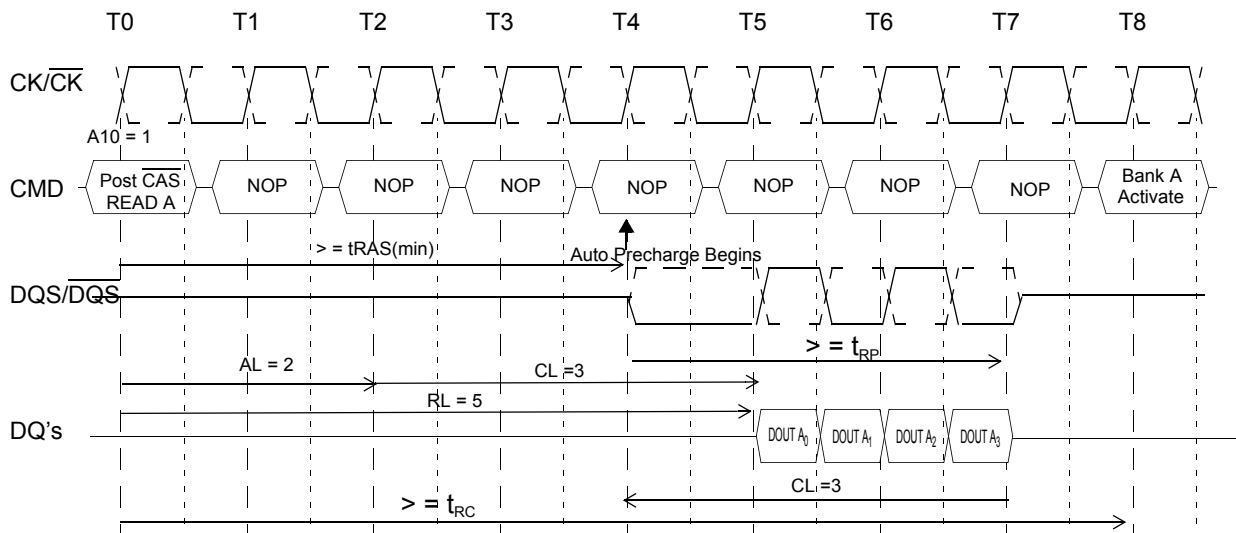 T0 T1 T2 T3 T4 T5 T6 T7 T8
CK/CK
A10 = 1
CMD
Post CAS
READ A
NOP
NOP
NOP
NOP
NOP
NOP
NOP
Bank A
Activate
> = tRAS(min)
Auto Precharge Begins
DQS/DQS
> = tRP
AL = 2
CL =3
RL = 5
DQ's
DOUT A0
DOUT A1
DOUT A2
DOUT A3
CL =3
> = tRC